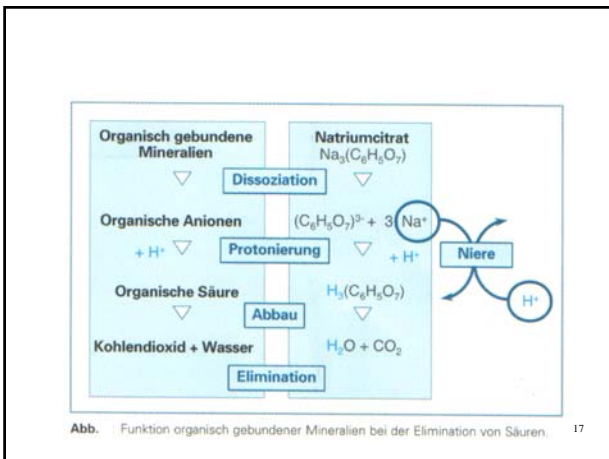 Organisch gebundene
Mineralien
Natriumcitrat
Na₃(C₆H₅O₇)
Dissoziation
Organische Anionen
(C₆H₅O₇)³⁻ + 3 Na⁺
+ H⁺
Protonierung
+ H⁺
Niere
H⁺
Organische Säure
H₃(C₆H₅O₇)
Abbau
Kohlendioxid + Wasser
H₂O + CO₂
Elimination
Abb. : Funktion organisch gebundener Mineralien bei der Elimination von Säuren.
17